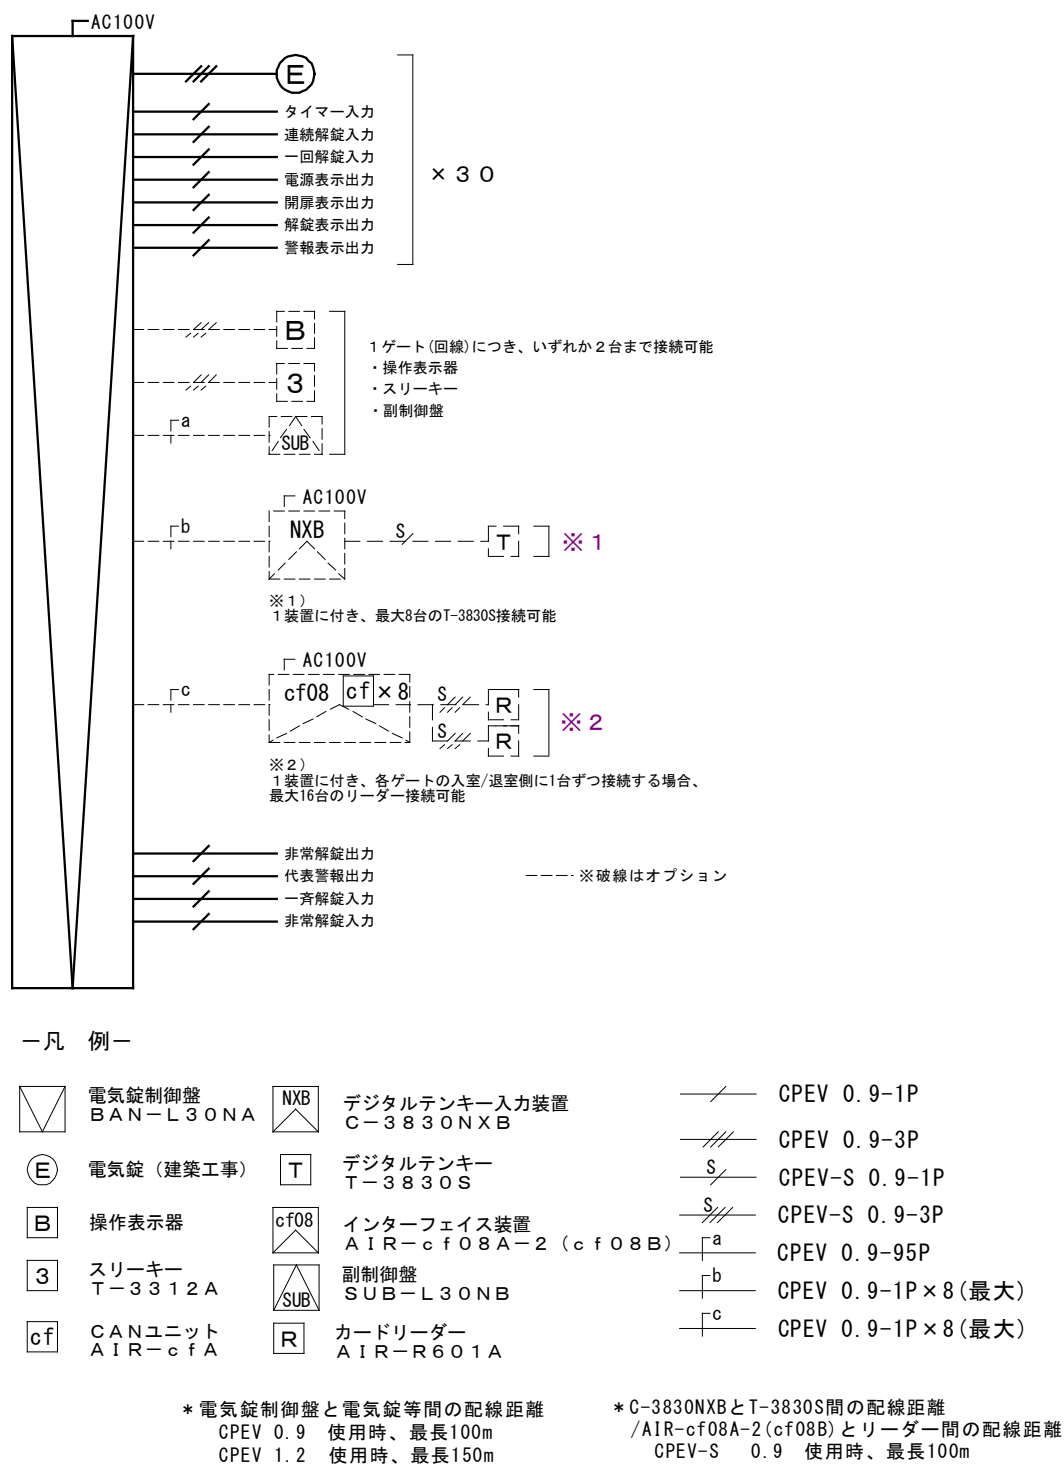 AC100V
E
タイマー入力
連続解錠入力
一回解錠入力
電源表示出力
開扉表示出力
解錠表示出力
警報表示出力
×30
B
3
a
SUB
1ゲート(回線)につき、いずれか2台まで接続可能
・操作表示器
・スリーキー
・副制御盤
AC100V
b
NXB
S
T
※1
※1)
1装置に付き、最大8台のT-3830S接続可能
AC100V
c
cf08 cf×8
S
R
S
R
※2
※2)
1装置に付き、各ゲートの入室/退室側に1台ずつ接続する場合、
最大16台のリーダー接続可能
非常解錠出力
代表警報出力
一斉解錠入力
非常解錠入力
※破線はオプション
-凡 例-
電気錠制御盤
BAN-L30NA
E
電気錠(建築工事)
B
操作表示器
3
スリーキー
T-3312A
cf
CANユニット
AIR-cfA
NXB
デジタルテンキー入力装置
C-3830NXB
T
デジタルテンキー
T-3830S
cf08
インターフェイス装置
AIR-cf08A-2(cf08B)
SUB
副制御盤
SUB-L30NB
R
カードリーダー
AIR-R601A
CPEV 0.9-1P
CPEV 0.9-3P
S CPEV-S 0.9-1P
S CPEV-S 0.9-3P
a CPEV 0.9-95P
b CPEV 0.9-1P×8(最大)
c CPEV 0.9-1P×8(最大)
*電気錠制御盤と電気錠等間の配線距離
CPEV 0.9 使用時、最長100m
CPEV 1.2 使用時、最長150m
*C-3830NXBとT-3830S間の配線距離
/AIR-cf08A-2(cf08B)とリーダー間の配線距離
CPEV-S 0.9 使用時、最長100m